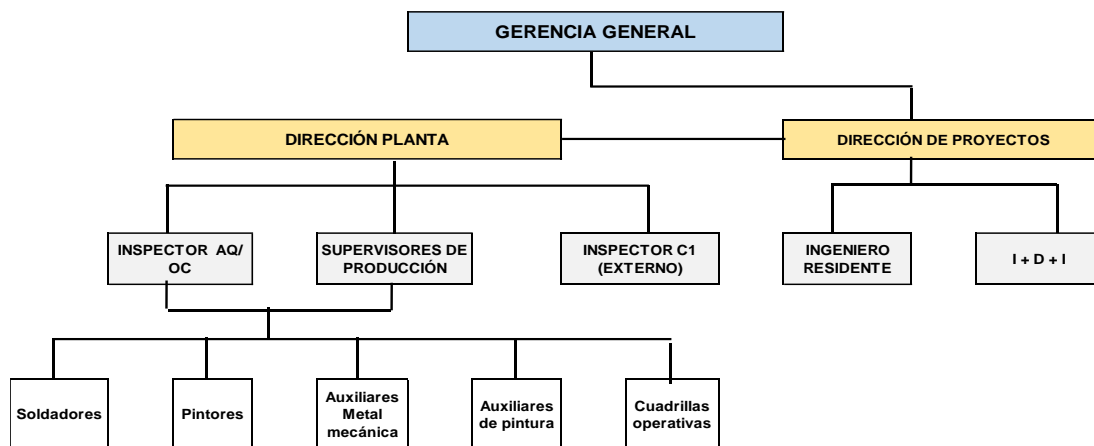 GERENCIA GENERAL
DIRECCIÓN PLANTA
DIRECCIÓN DE PROYECTOS
INSPECTOR AQ/
OC
SUPERVISORES DE
PRODUCCIÓN
INSPECTOR C1
(EXTERNO)
INGENIERO
RESIDENTE
I + D + I
Soldadores
Pintores
Auxiliares
Metal
mecánica
Auxiliares
de pintura
Cuadrillas
operativas